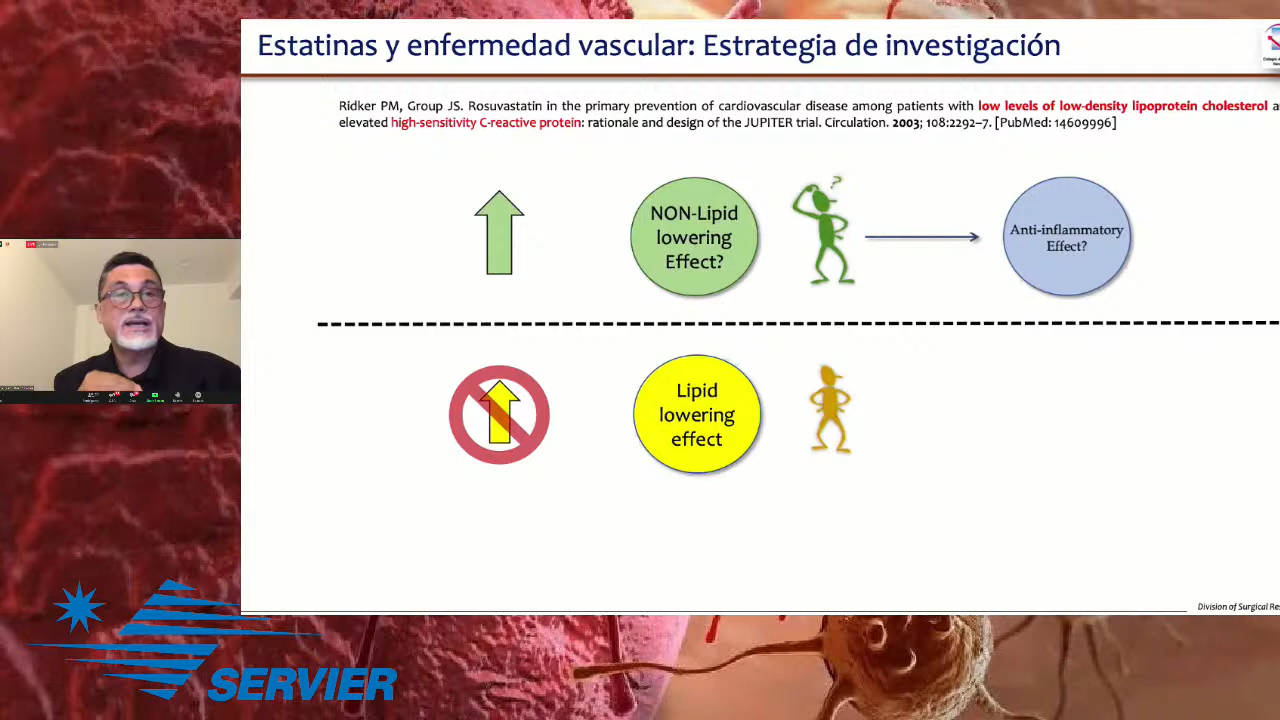 Estatinas y enfermedad vascular: Estrategia de investigación
Ridker PM, Group JS. Rosuvastatin in the primary prevention of cardiovascular disease among patients with low levels of low-density lipoprotein cholesterol
elevated high-sensitivity C-reactive protein: rationale and design of the JUPITER trial. Circulation. 2003; 108:2292–7. [PubMed: 14609996]
NON-Lipid
lowering
Effect?
?
Anti-inflammatory
Effect?
Lipid
lowering
effect
Division of Surgical Res
SERVIER